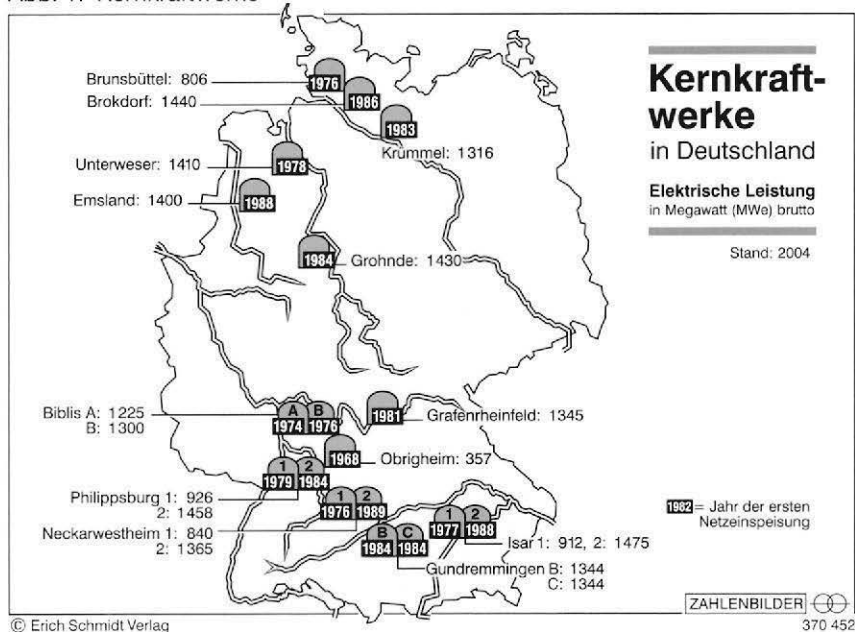 Brunsbüttel: 806
Brokdorf: 1440
1976
1986
1983
Krümmel: 1316
Unterweser: 1410
1978
Emsland: 1400
1988
1984
Grohnde: 1430
Kernkraft-
werke
in Deutschland
Elektrische Leistung
in Megawatt (MWe) brutto
Stand: 2004
Biblis A: 1225
B: 1300
A B
1974 1976
1981
Grafenrheinfeld: 1345
1968
Obrigheim: 357
1 2
1979 1984
Philippsburg 1: 926
2: 1458
1 2
1976 1989
Neckarwestheim 1: 840
2: 1365
1 2
1977 1988
Isar 1: 912, 2: 1475
B C
1984 1984
Gundremmingen B: 1344
C: 1344
1982 = Jahr der ersten
Netzeinspeisung
ZAHLENBILDER
370 452
© Erich Schmidt Verlag